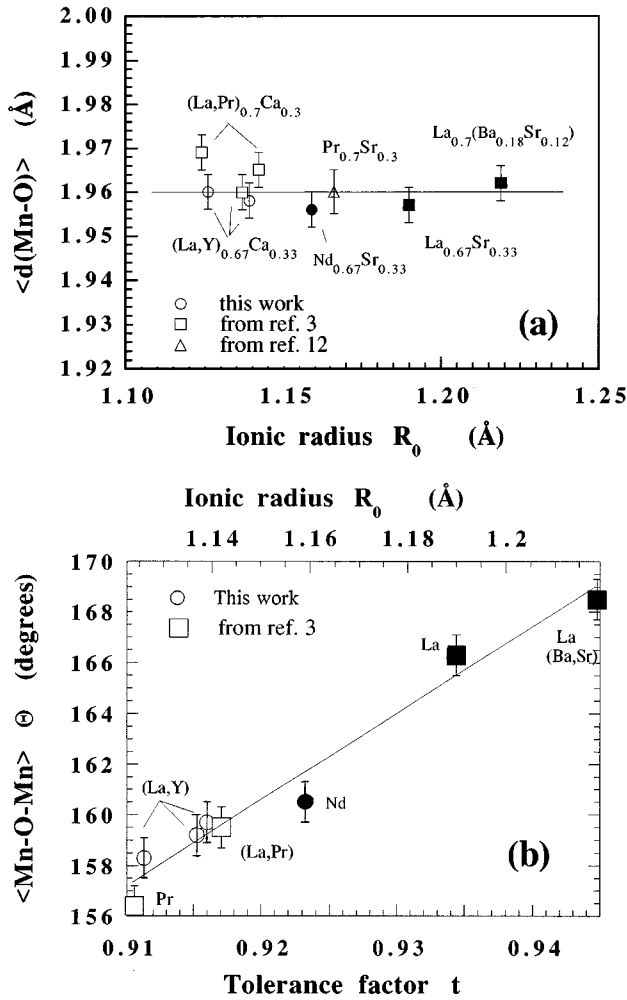 2.00
1.99
1.98
1.97
1.96
1.95
1.94
1.93
1.92
<d(Mn-O)> (Å)
(La,Pr)0.7Ca0.3
Pr0.7Sr0.3
La0.7(Ba0.18Sr0.12)
(La,Y)0.67Ca0.33
Nd0.67Sr0.33
La0.67Sr0.33
this work
from ref. 3
from ref. 12
(a)
1.10 1.15 1.20 1.25
Ionic radius R0 (Å)
Ionic radius R0 (Å)
1.14 1.16 1.18 1.2
170
168
166
164
162
160
158
156
<Mn-O-Mn> Θ (degrees)
This work
from ref. 3
La
La
(Ba,Sr)
(La,Y)
Nd
(La,Pr)
Pr
(b)
0.91 0.92 0.93 0.94
Tolerance factor t